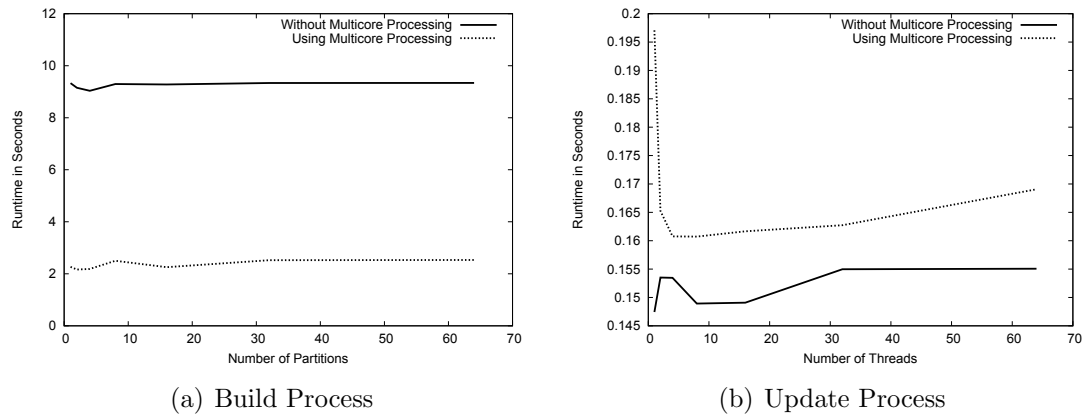 12
10
8
6
4
2
0
0 10 20 30 40 50 60 70
Runtime in Seconds
Number of Partitions
Without Multicore Processing
Using Multicore Processing
(a) Build Process
0.2
0.195
0.19
0.185
0.18
0.175
0.17
0.165
0.16
0.155
0.15
0.145
0 10 20 30 40 50 60 70
Runtime in Seconds
Number of Threads
Without Multicore Processing
Using Multicore Processing
(b) Update Process